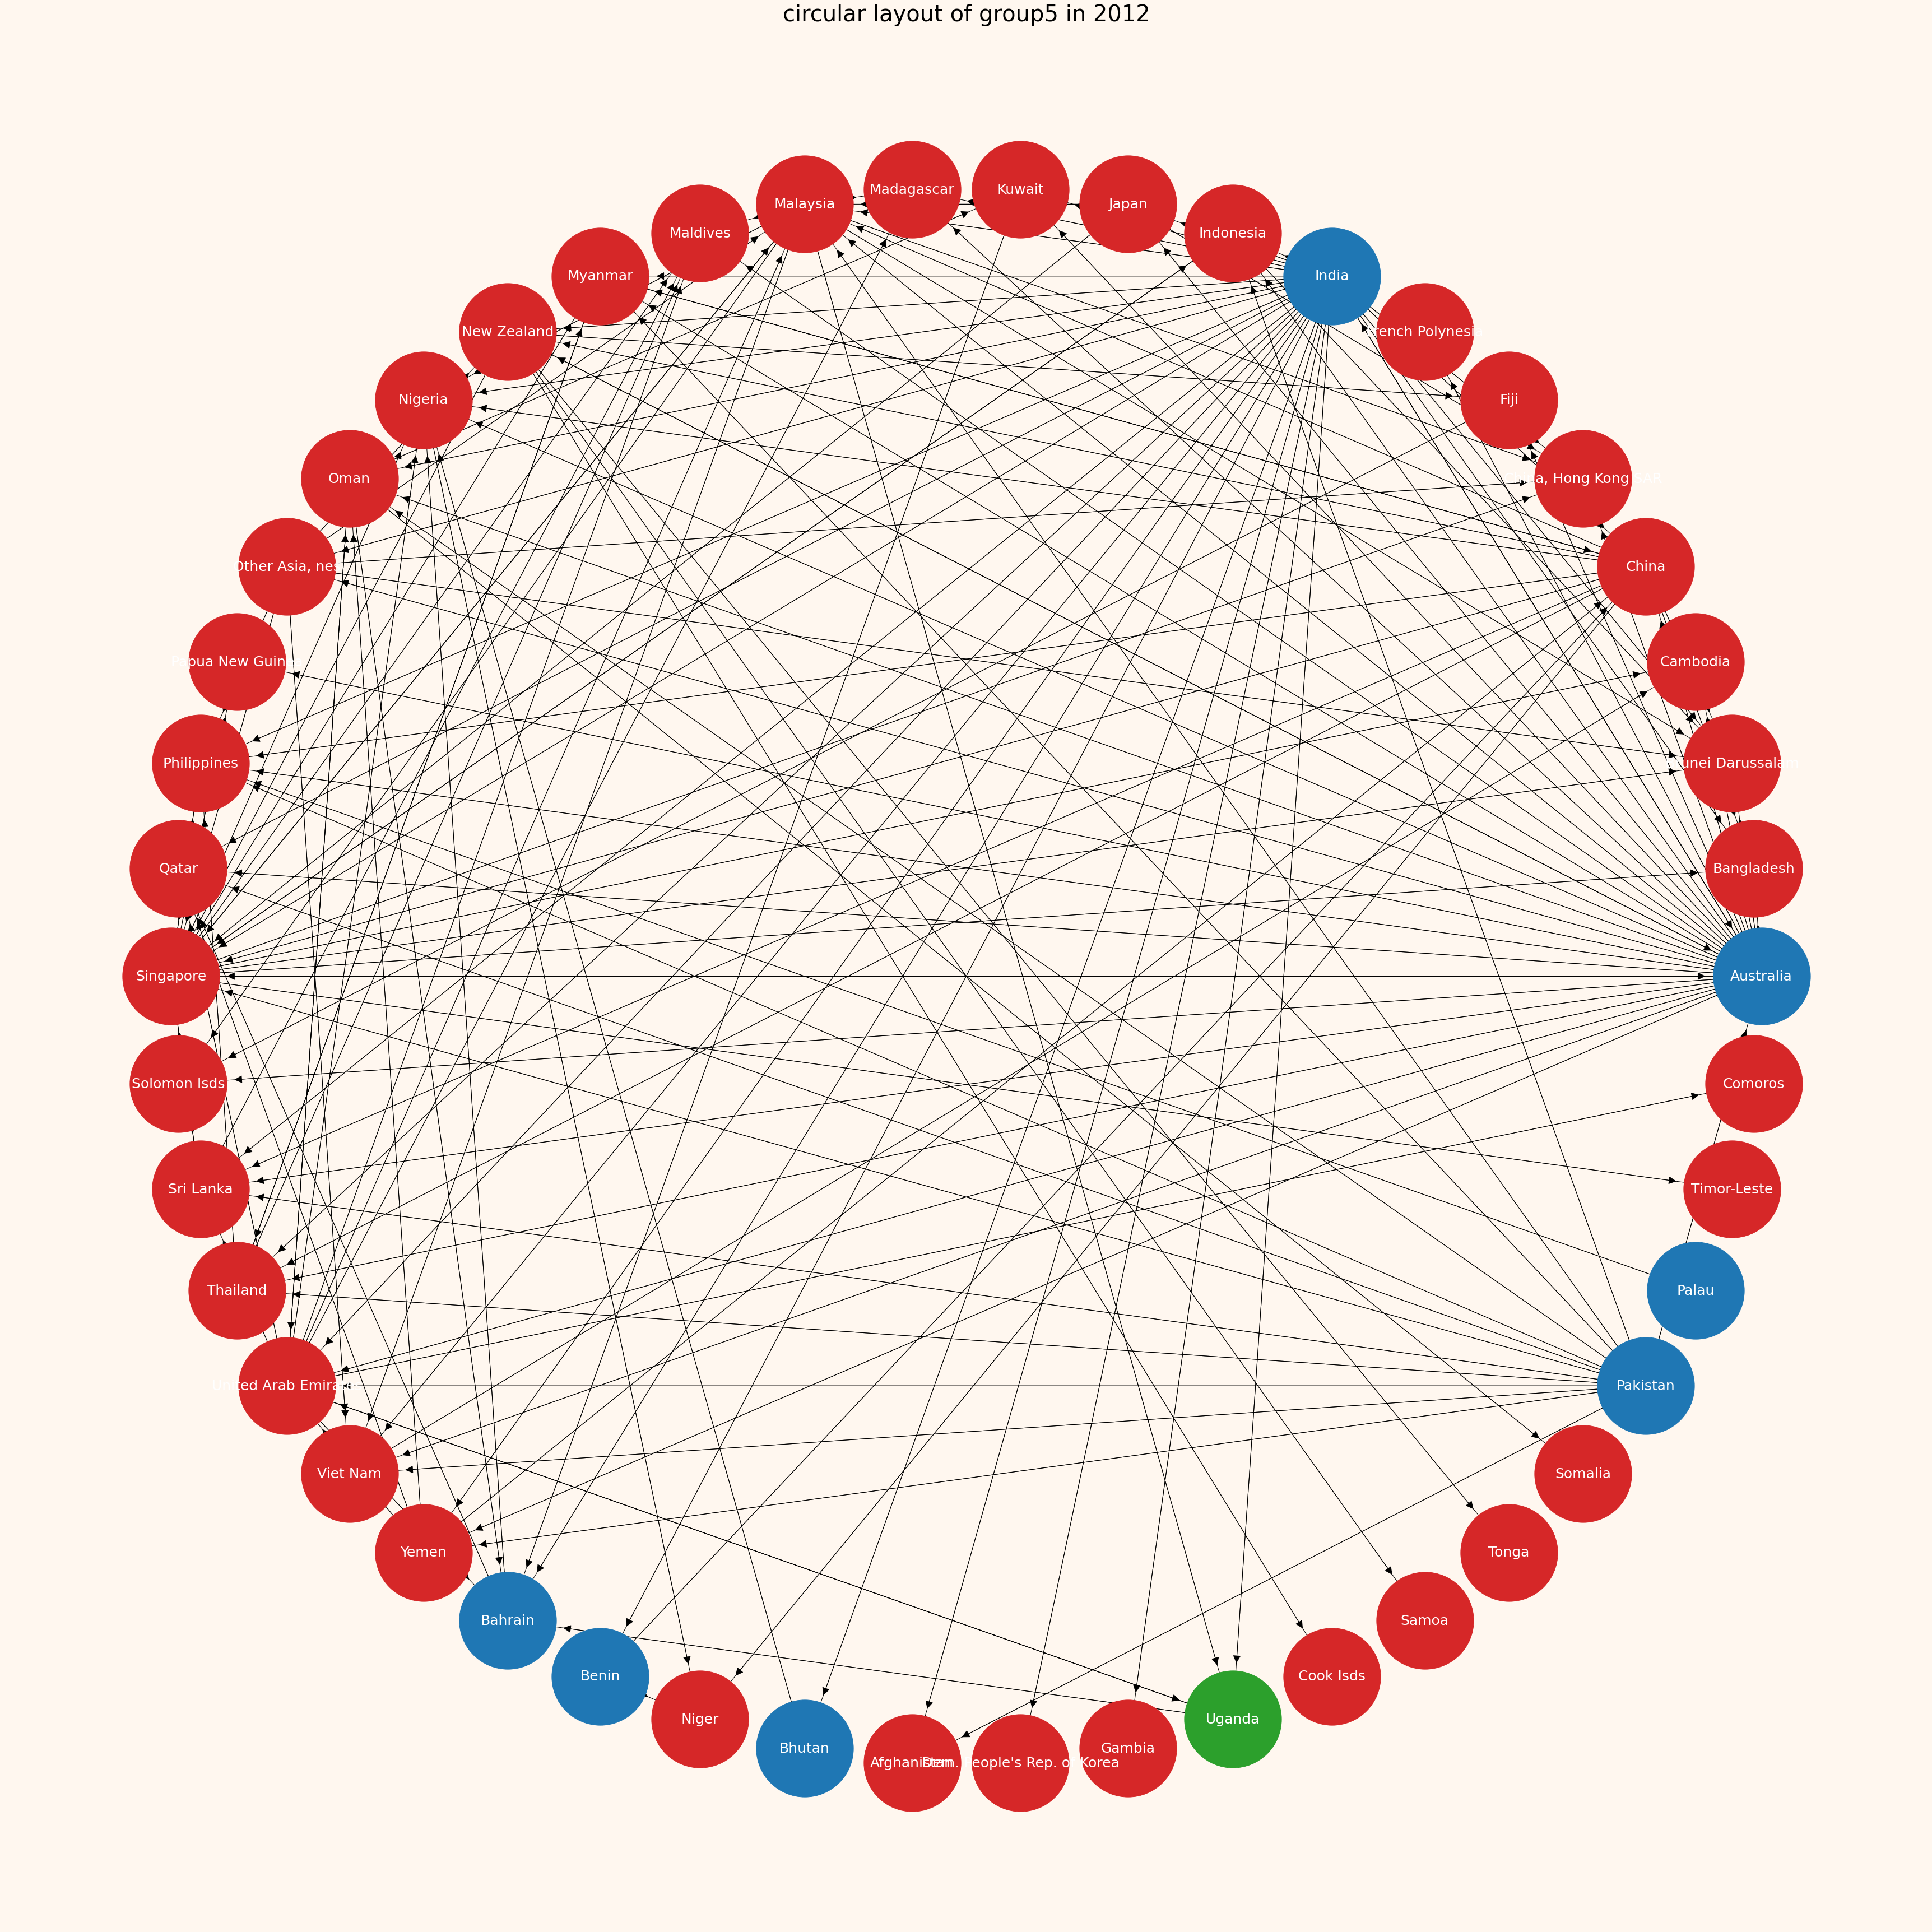 circular layout of group5 in 2012
Madagascar
Kuwait
Malaysia
Japan
Maldives
Indonesia
Myanmar
India
New Zealand
French Polynesi
Nigeria
Fiji
Oman
a, Hong Kong SAR
Other Asia, nes
China
Papua New Guin
Cambodia
Philippines
unei Darussala
Qatar
Bangladesh
Singapore
Australia
Solomon Isds
Comoros
Sri Lanka
Timor-Leste
Thailand
Palau
United Arab Emirates
Pakistan
Viet Nam
Somalia
Yemen
Tonga
Bahrain
Samoa
Benin
Cook Isds
Niger
Uganda
Bhutan
Gambia
Afghanistan
Dem. People's Rep. of Korea